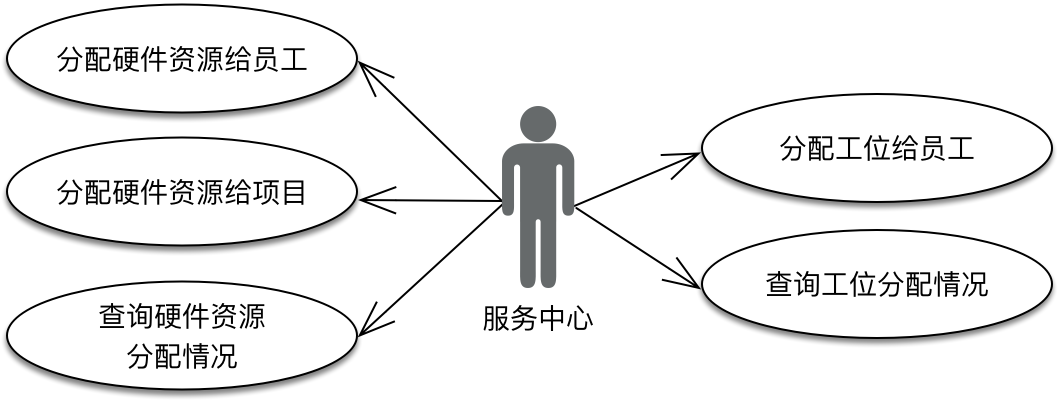 分配硬件资源给员工
分配硬件资源给项目
查询硬件资源
分配情况
服务中心
分配工位给员工
查询工位分配情况